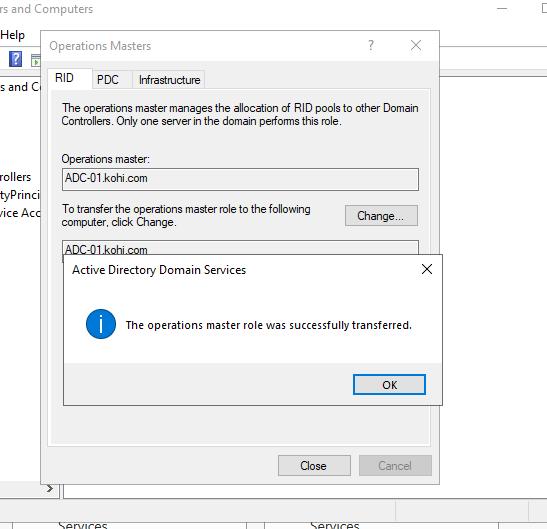 rs and Computers
Help
Operations Masters
RID PDC Infrastructure
The operations master manages the allocation of RID pools to other Domain
Controllers. Only one server in the domain performs this role.
Operations master:
ADC-01.kohi.com
To transfer the operations master role to the following
computer, click Change.
Change...
ADC-01.kohi.com
Active Directory Domain Services
The operations master role was successfully transferred.
OK
Close
Cancel
s and Co
rollers
tyPrinci
vice Acc
Services
Services